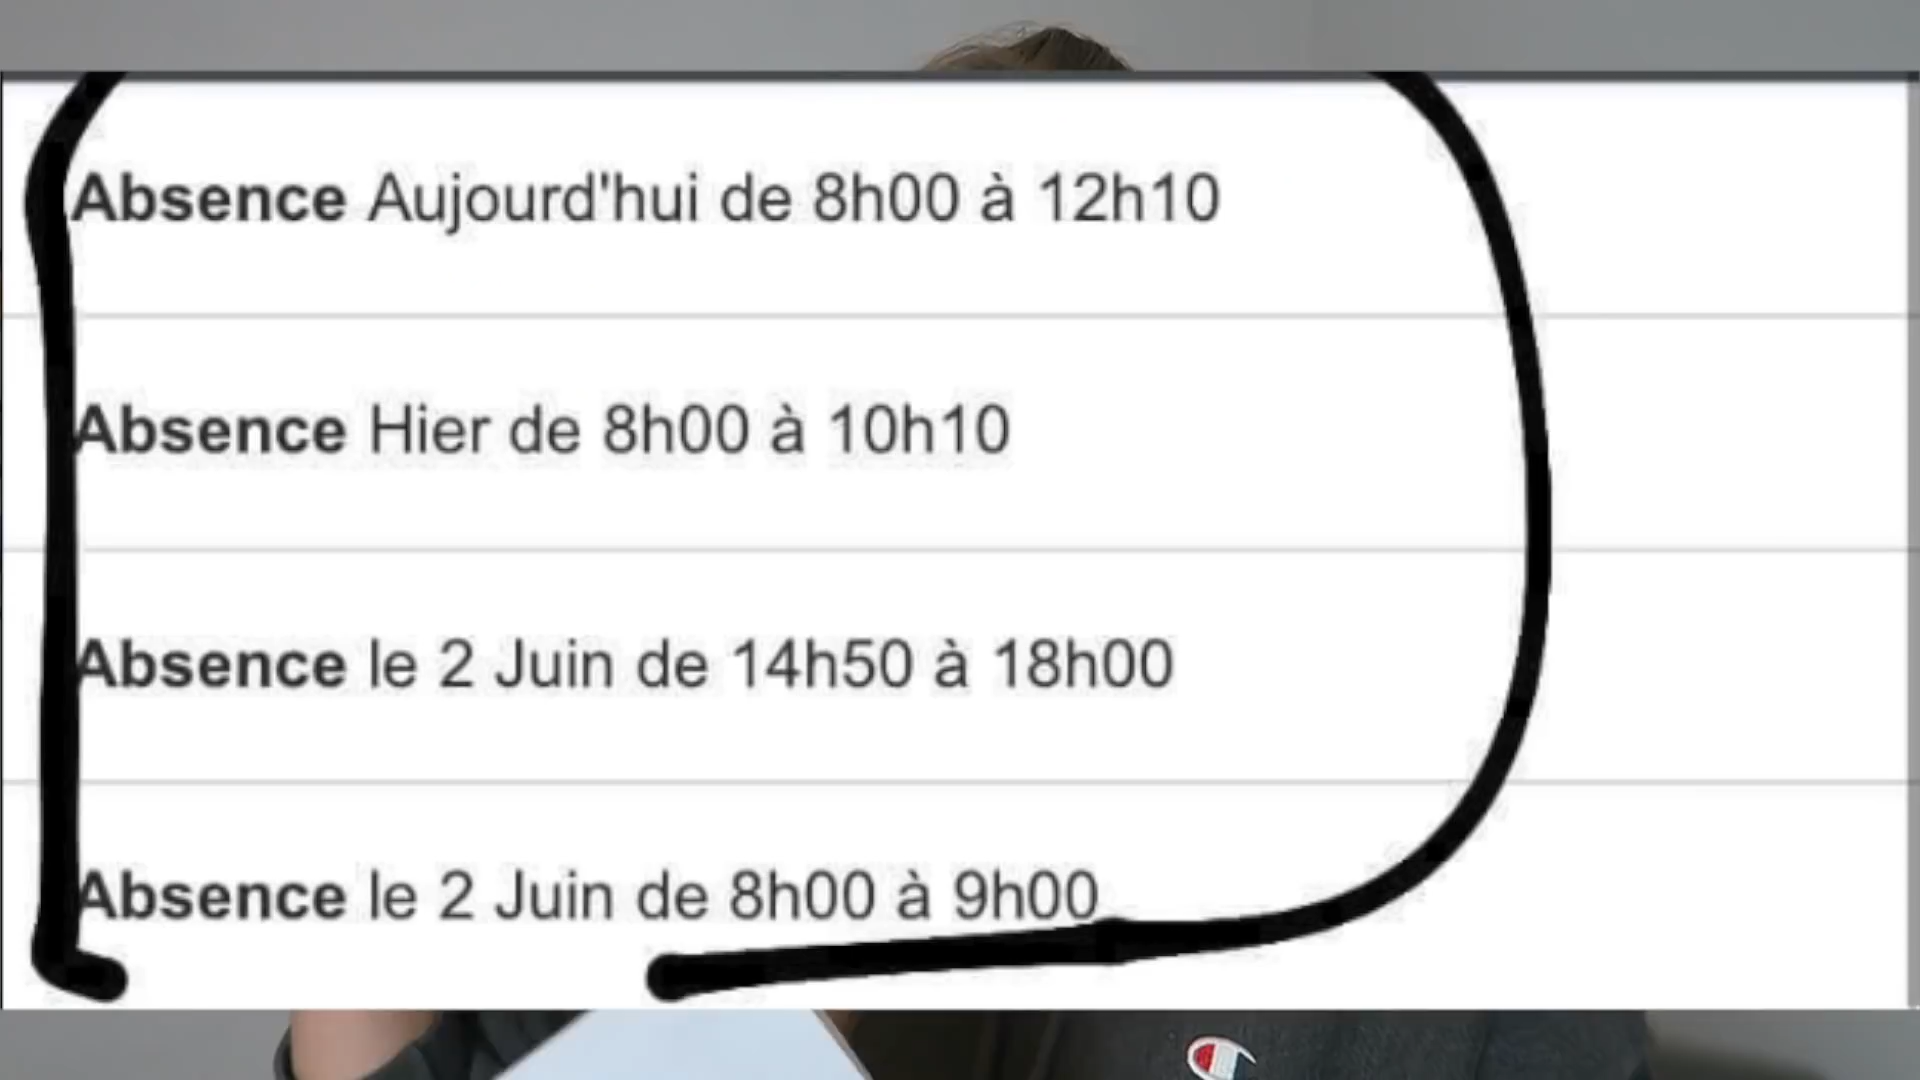 Absence Aujourd'hui de 8h00 à 12h10
Absence Hier de 8h00 à 10h10
Absence le 2 Juin de 14h50 à 18h00
Absence le 2 Juin de 8h00 à 9h00